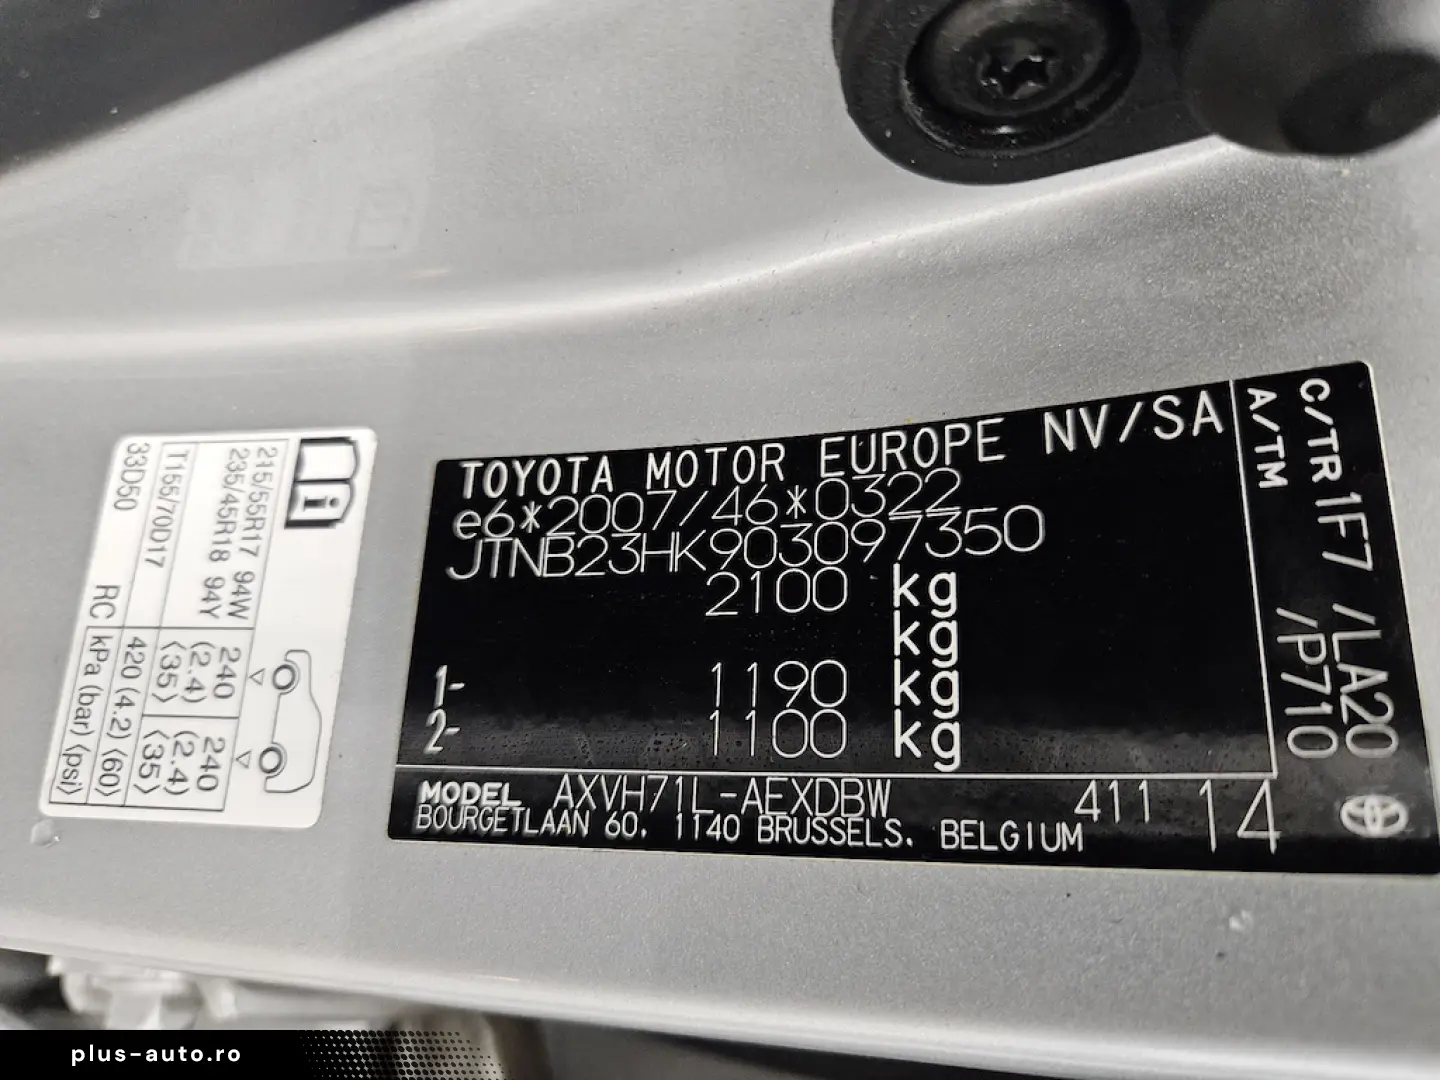 215/55R17 94W
235/45R18 94Y
T155/70D17
33D50
RC
240
(2.4)
⟨35⟩
240
(2.4)
⟨35⟩
420 (4.2) ⟨60⟩
kPa (bar) ⟨psi⟩
TOYOTA MOTOR EUROPE NV/SA
e6*2007/46*0322
JTNB23HK903097350
2100 kg
kg
1- 1190 kg
2- 1100 kg
MODEL AXVH71L-AEXDBW
411 14
BOURGETLAAN 60, 1140 BRUSSELS, BELGIUM
C/TR 1F7 /LA20
A/TM /P710
plus-auto.ro